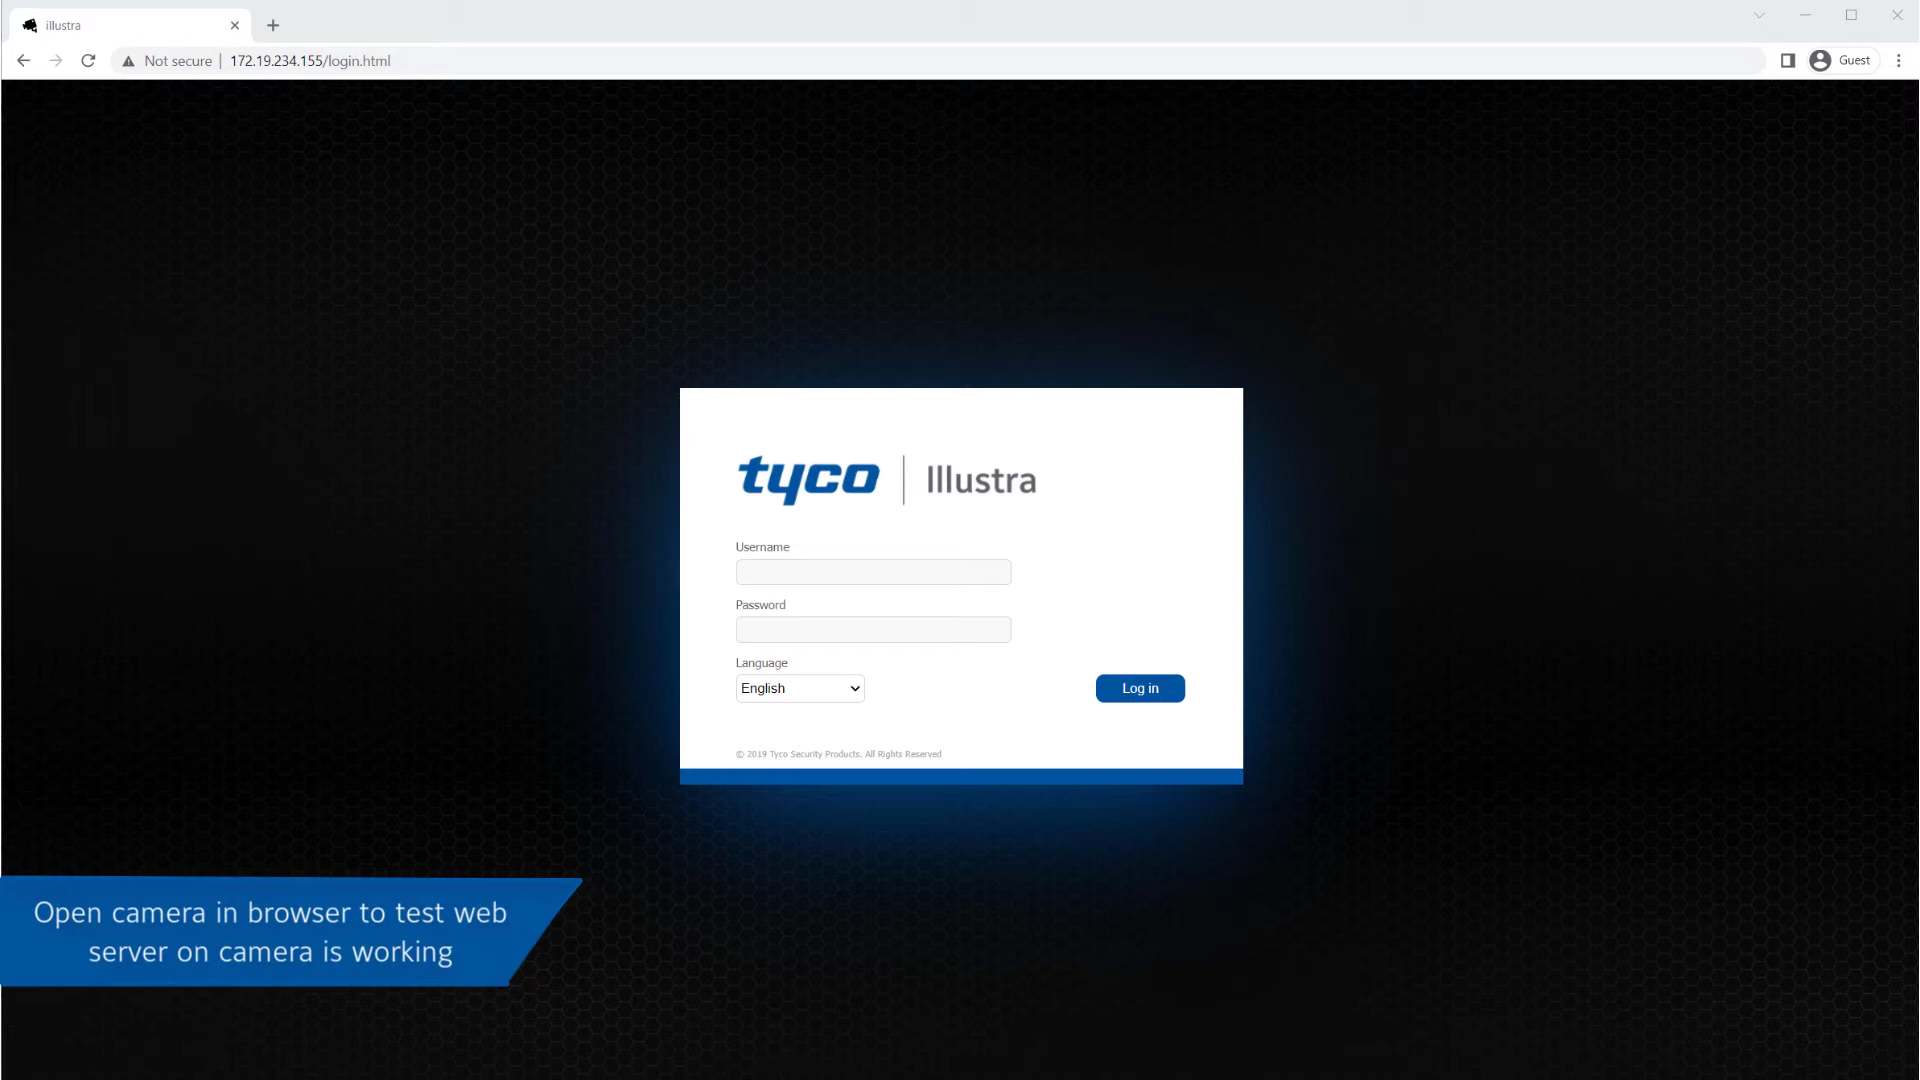 illustra
Not secure | 172.19.234.155/login.html
Guest
tyco | Illustra
Username
Password
Language
English
Log in
© 2019 Tyco Security Products. All Rights Reserved
Open camera in browser to test web
server on camera is working